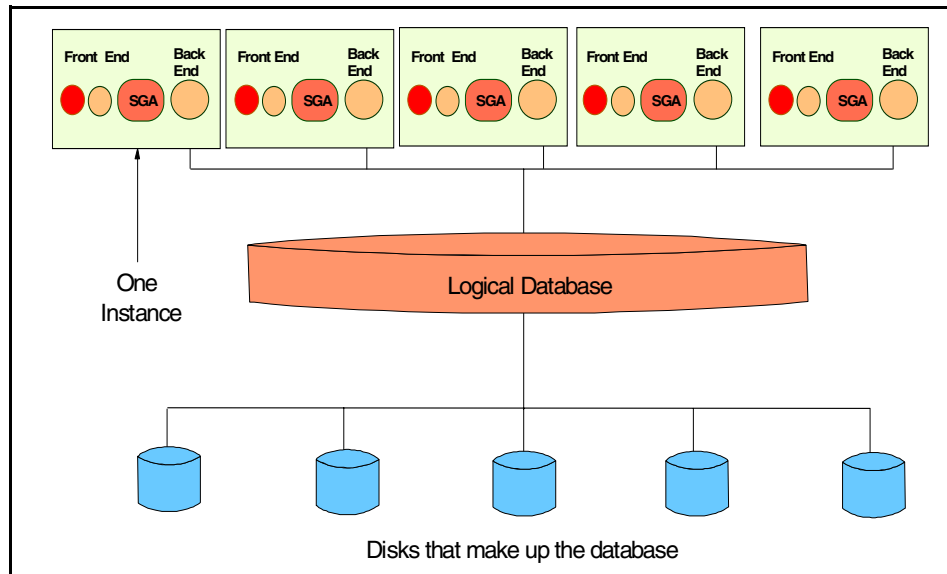 Front End Back End
SGA
Front End Back End
SGA
Front End Back End
SGA
Front End Back End
SGA
Front End Back End
SGA
One
Instance
Logical Database
Disks that make up the database